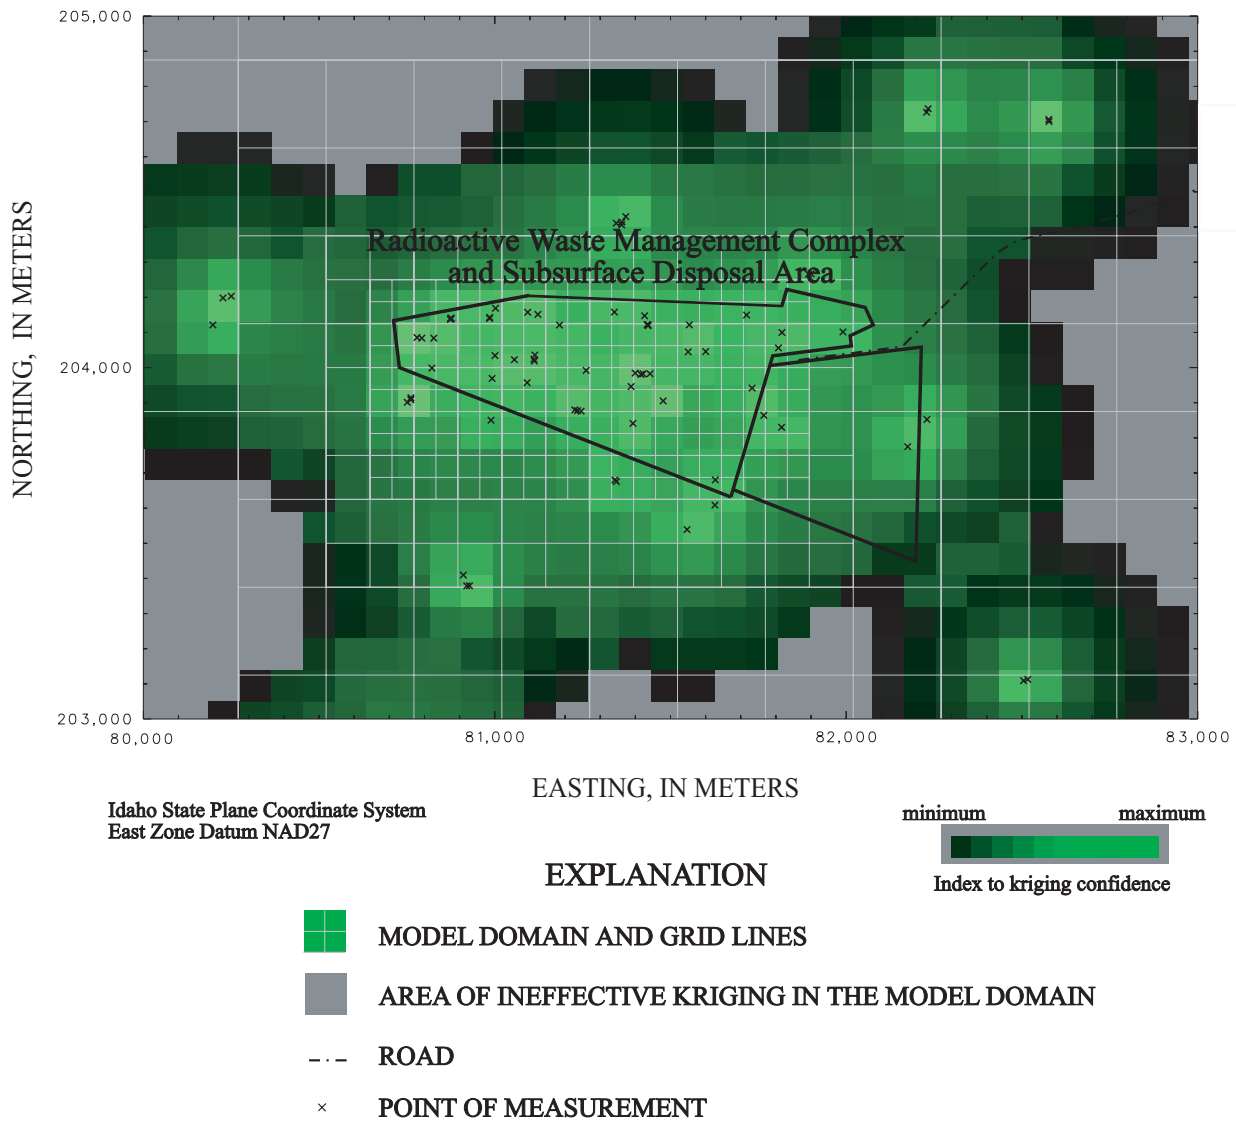 205,000
204,000
203,000
NORTHING, IN METERS
Radioactive Waste Management Complex
and Subsurface Disposal Area
80,000 81,000 82,000 83,000
EASTING, IN METERS
Idaho State Plane Coordinate System
East Zone Datum NAD27
minimum maximum
Index to kriging confidence
EXPLANATION
MODEL DOMAIN AND GRID LINES
AREA OF INEFFECTIVE KRIGING IN THE MODEL DOMAIN
ROAD
POINT OF MEASUREMENT